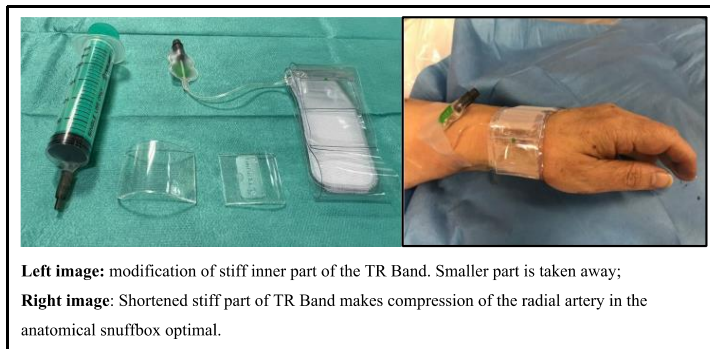 TERUMO
Left image: modification of stiff inner part of the TR Band. Smaller part is taken away;
Right image: Shortened stiff part of TR Band makes compression of the radial artery in the
anatomical snuffbox optimal.